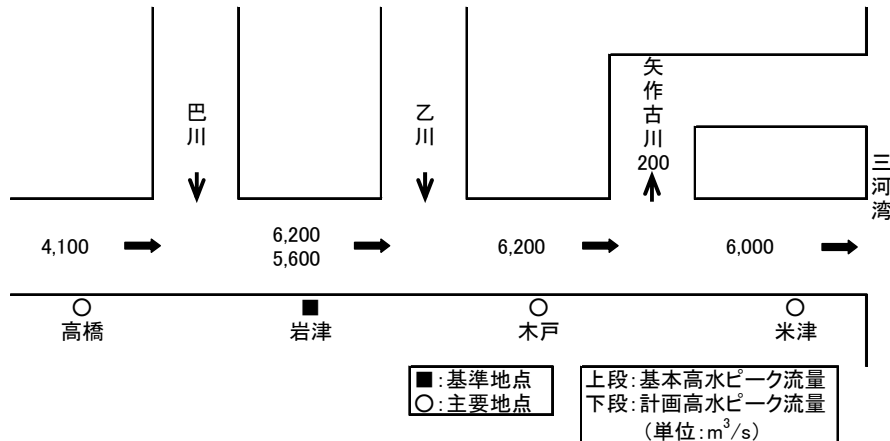 巴川
乙川
矢作古川
200
三河湾
4,100
6,200
5,600
6,200
6,000
高橋
岩津
木戸
米津
■:基準地点
○:主要地点
上段:基本高水ピーク流量
下段:計画高水ピーク流量
(単位:m³/s)